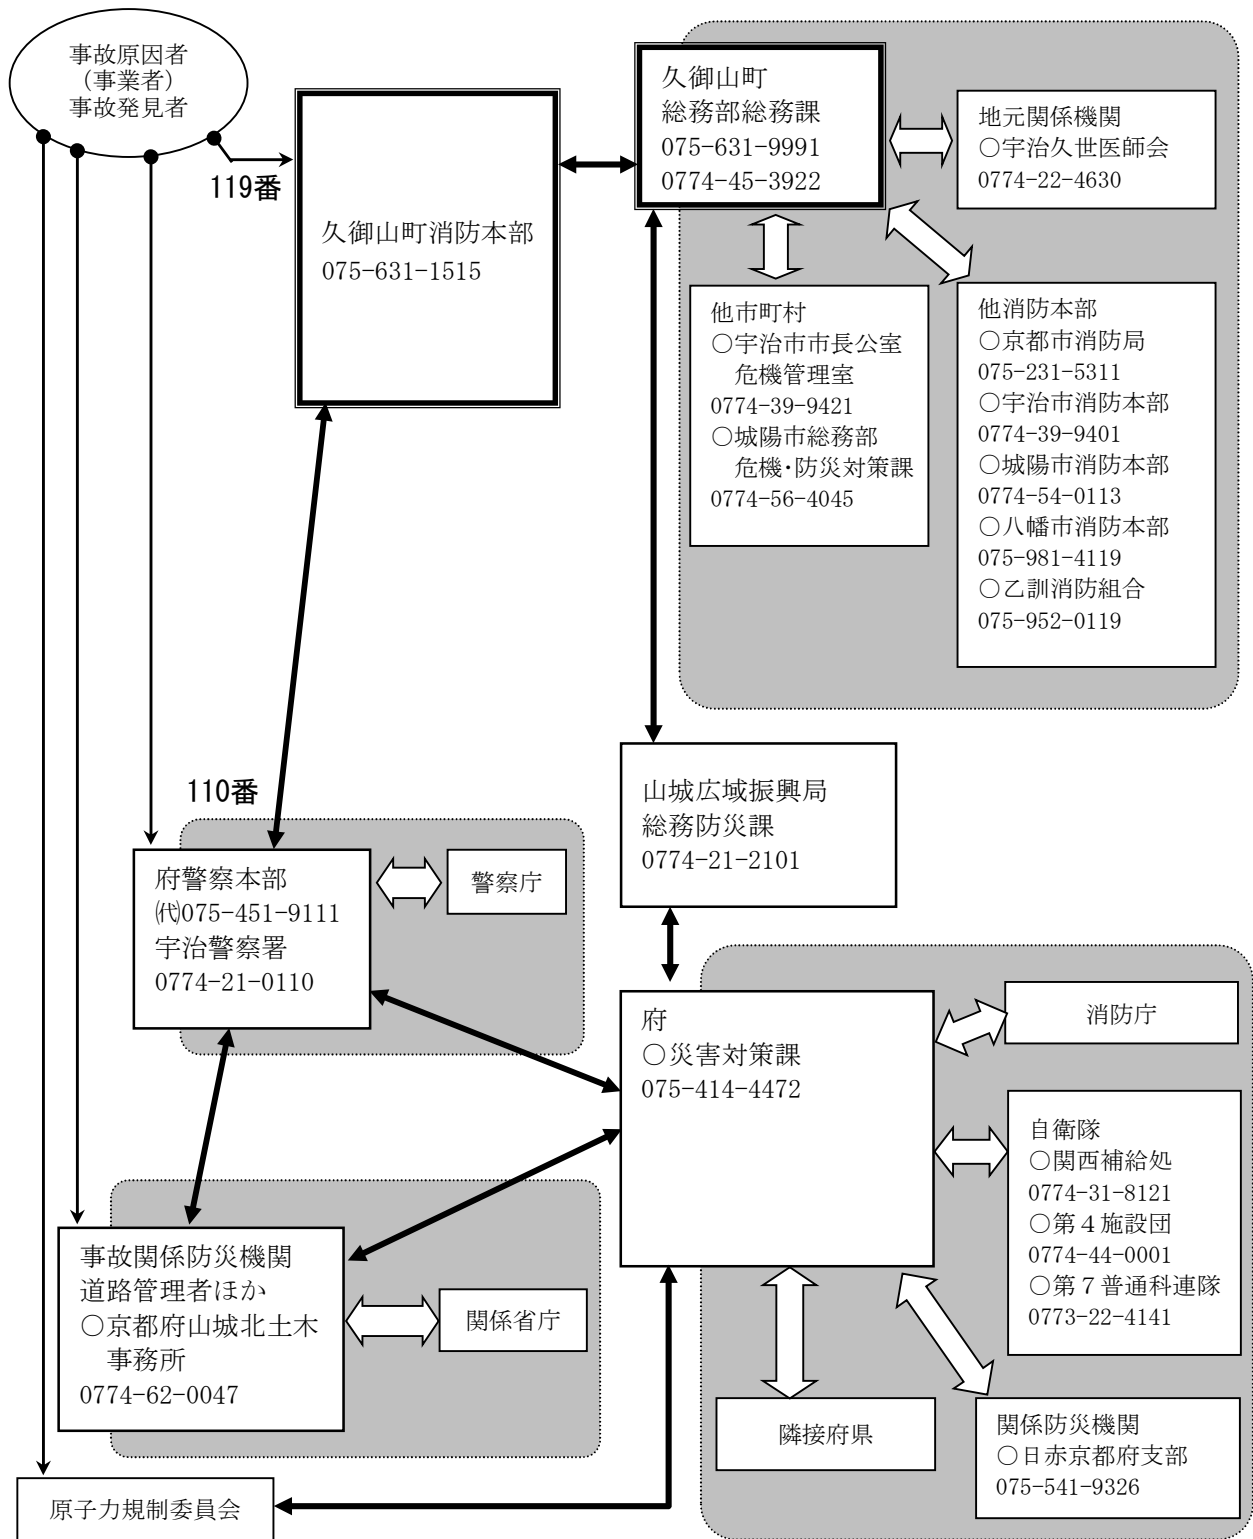 事故原因者
(事業者)
事故発見者
119番
久御山町消防本部
075-631-1515
久御山町
総務部総務課
075-631-9991
0774-45-3922
地元関係機関
○宇治久世医師会
0774-22-4630
他市町村
○宇治市市長公室
危機管理室
0774-39-9421
○城陽市総務部
危機・防災対策課
0774-56-4045
他消防本部
○京都市消防局
075-231-5311
○宇治市消防本部
0774-39-9401
○城陽市消防本部
0774-54-0113
○八幡市消防本部
075-981-4119
○乙訓消防組合
075-952-0119
山城広域振興局
総務防災課
0774-21-2101
110番
府警察本部
㈹075-451-9111
宇治警察署
0774-21-0110
警察庁
府
○災害対策課
075-414-4472
消防庁
自衛隊
○関西補給処
0774-31-8121
○第４施設団
0774-44-0001
○第７普通科連隊
0773-22-4141
事故関係防災機関
道路管理者ほか
○京都府山城北土木
事務所
0774-62-0047
関係省庁
隣接府県
関係防災機関
○日赤京都府支部
075-541-9326
原子力規制委員会